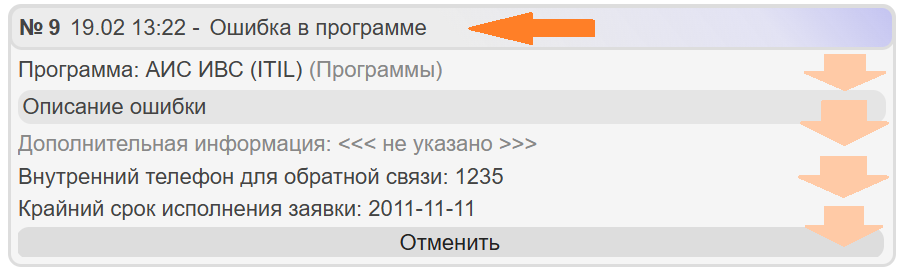 № 9 19.02 13:22 - Ошибка в программе
Программа: АИС ИВС (ITIL) (Программы)
Описание ошибки
Дополнительная информация: <<< не указано >>>
Внутренний телефон для обратной связи: 1235
Крайний срок исполнения заявки: 2011-11-11
Отменить